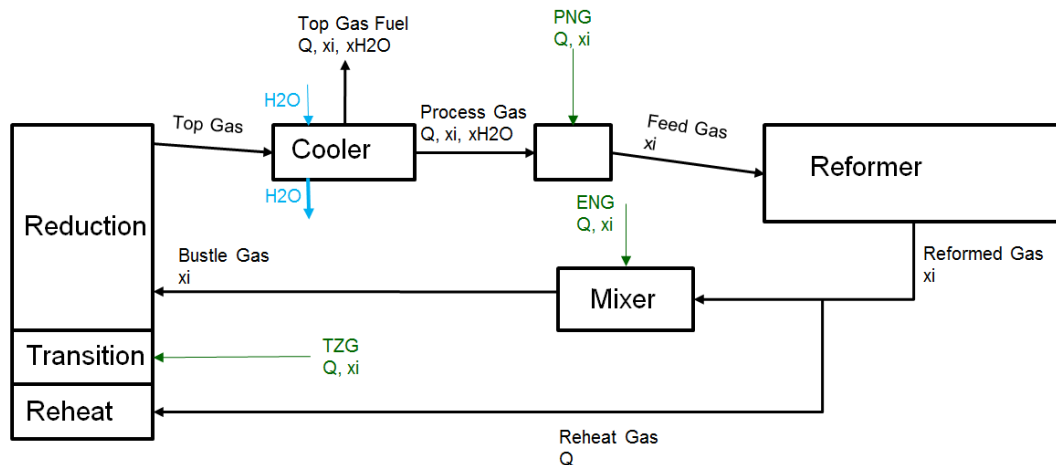 Top Gas Fuel
Q, xi, xH2O
PNG
Q, xi
H2O
Top Gas
Cooler
Process Gas
Q, xi, xH2O
Feed Gas
xi
Reformer
H2O
ENG
Q, xi
Reduction
Bustle Gas
xi
Mixer
Reformed Gas
xi
Transition
TZG
Q, xi
Reheat
Reheat Gas
Q